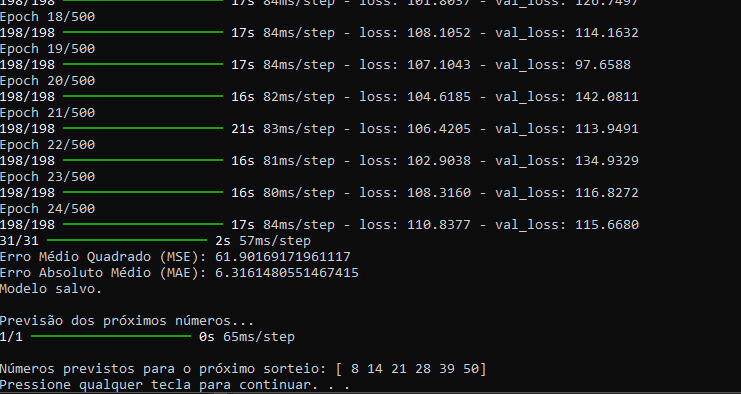 198/198 ━━━━━━━━━━━━━━━━━━━━ 17s 84ms/step - loss: 101.8037 - val_loss: 126.7497
Epoch 18/500
198/198 ━━━━━━━━━━━━━━━━━━━━ 17s 84ms/step - loss: 108.1052 - val_loss: 114.1632
Epoch 19/500
198/198 ━━━━━━━━━━━━━━━━━━━━ 17s 84ms/step - loss: 107.1043 - val_loss: 97.6588
Epoch 20/500
198/198 ━━━━━━━━━━━━━━━━━━━━ 16s 82ms/step - loss: 104.6185 - val_loss: 142.0811
Epoch 21/500
198/198 ━━━━━━━━━━━━━━━━━━━━ 21s 83ms/step - loss: 106.4205 - val_loss: 113.9491
Epoch 22/500
198/198 ━━━━━━━━━━━━━━━━━━━━ 16s 81ms/step - loss: 102.9038 - val_loss: 134.9329
Epoch 23/500
198/198 ━━━━━━━━━━━━━━━━━━━━ 16s 80ms/step - loss: 108.3160 - val_loss: 116.8272
Epoch 24/500
198/198 ━━━━━━━━━━━━━━━━━━━━ 17s 84ms/step - loss: 110.8377 - val_loss: 115.6680
31/31 ━━━━━━━━━━━━━━━━━━━━ 2s 57ms/step
Erro Médio Quadrado (MSE): 61.90169171961117
Erro Absoluto Médio (MAE): 6.3161480551467415
Modelo salvo.
Previsão dos próximos números...
1/1 ━━━━━━━━━━━━━━━━━━━━ 0s 65ms/step
Números previstos para o próximo sorteio: [ 8 14 21 28 39 50]
Pressione qualquer tecla para continuar. . .